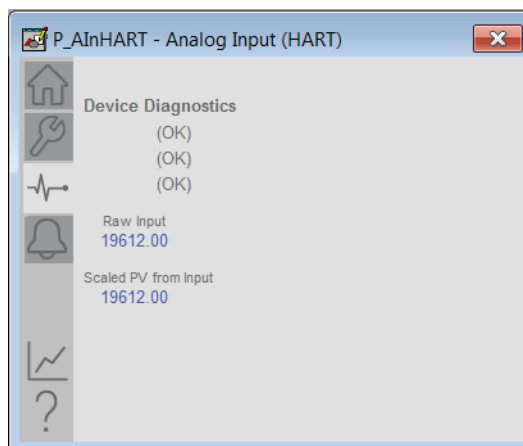 P_AInHART - Analog Input (HART)
Device Diagnostics
(OK)
(OK)
(OK)
Raw Input
19612.00
Scaled PV from Input
19612.00
?